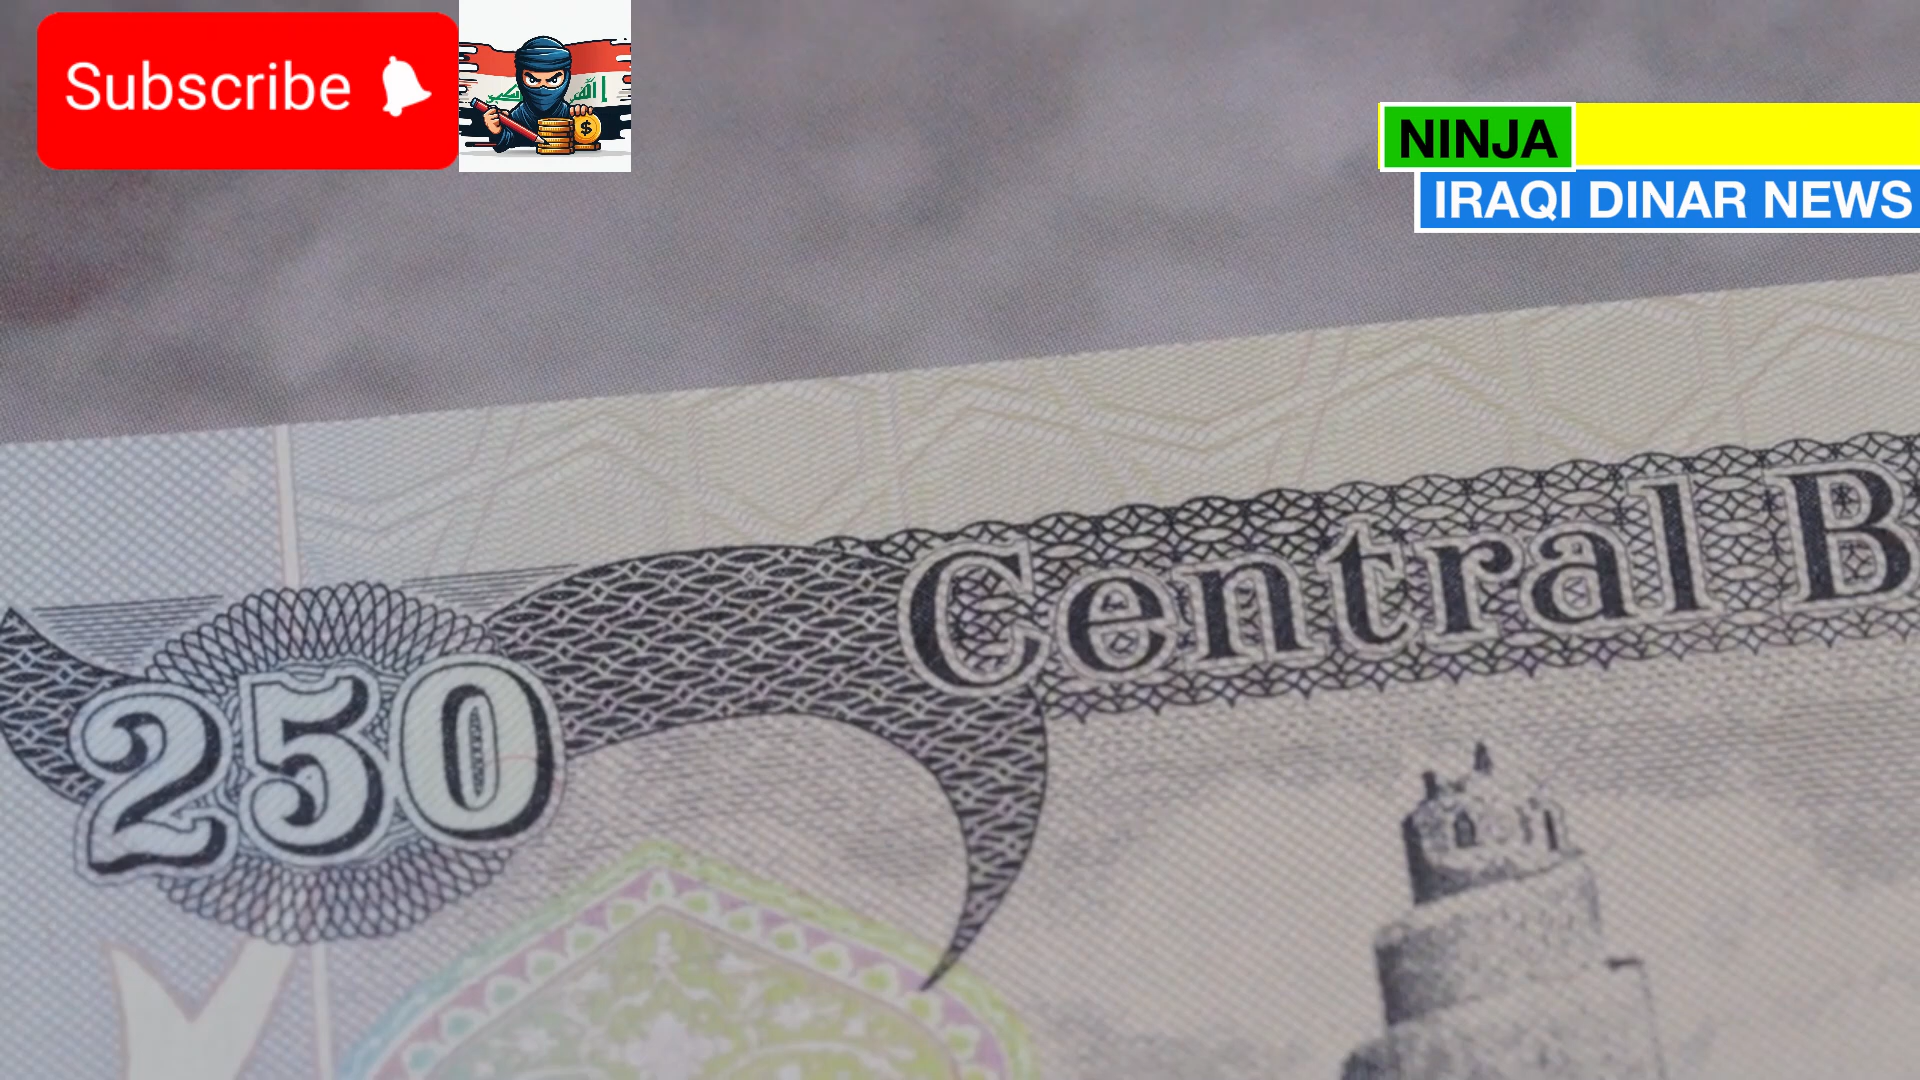 Subscribe
NINJA
IRAQI DINAR NEWS
Central B
250